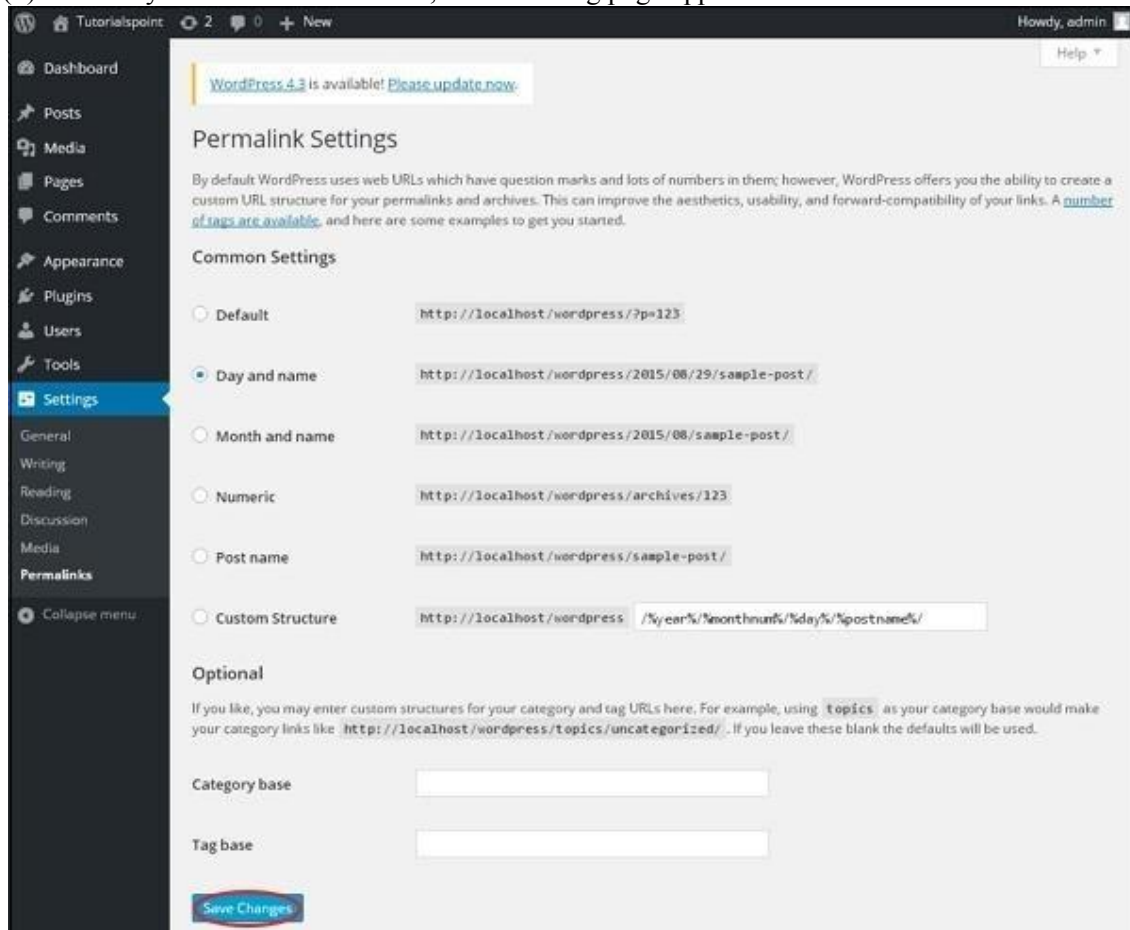 Tutorialspoint 2 0 + New Howdy, admin
Help
Dashboard
Posts
Media
Pages
Comments
Appearance
Plugins
Users
Tools
Settings
General
Writing
Reading
Discussion
Media
Permalinks
Collapse menu
WordPress 4.3 is available! Please update now.
Permalink Settings
By default WordPress uses web URLs which have question marks and lots of numbers in them; however, WordPress offers you the ability to create a
custom URL structure for your permalinks and archives. This can improve the aesthetics, usability, and forward-compatibility of your links. A number
of tags are available, and here are some examples to get you started.
Common Settings
Default http://localhost/wordpress/?p=123
Day and name http://localhost/wordpress/2015/08/29/sample-post/
Month and name http://localhost/wordpress/2015/08/sample-post/
Numeric http://localhost/wordpress/archives/123
Post name http://localhost/wordpress/sample-post/
Custom Structure http://localhost/wordpress /%year%/%monthnum%/%day%/%postname%/
Optional
If you like, you may enter custom structures for your category and tag URLs here. For example, using topics as your category base would make
your category links like http://localhost/wordpress/topics/uncategorized/ . If you leave these blank the defaults will be used.
Category base
Tag base
Save Changes